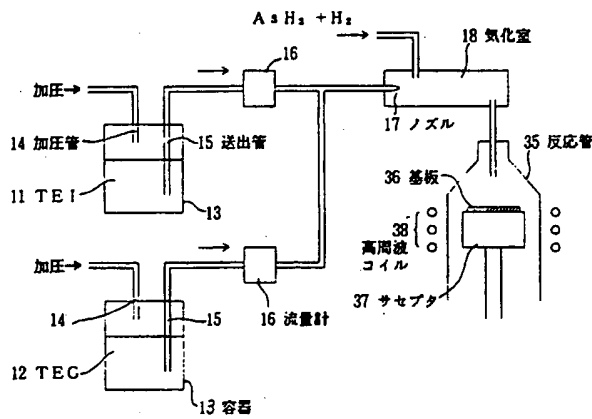 AsH₂ +H₂
16
18 気化室
加圧→
17 ノズル
14 加圧管
15 送出管
35 反応管
36 基板
11 TEI
13
38
高周波
コイル
加圧→
37 サセプタ
14
15
16 流量計
12 TEG
13 容器